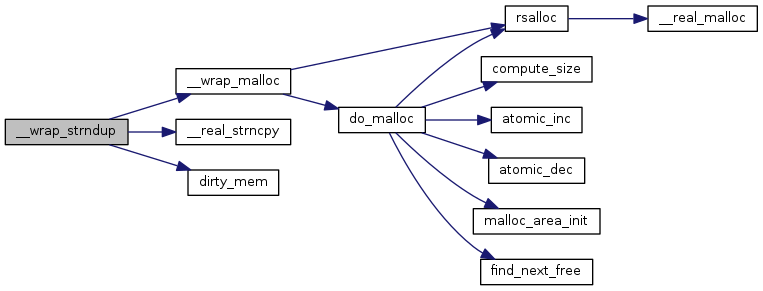 __wrap_strndup
__wrap_malloc
__real_strncpy
dirty_mem
do_malloc
rsalloc
compute_size
atomic_inc
atomic_dec
malloc_area_init
find_next_free
__real_malloc